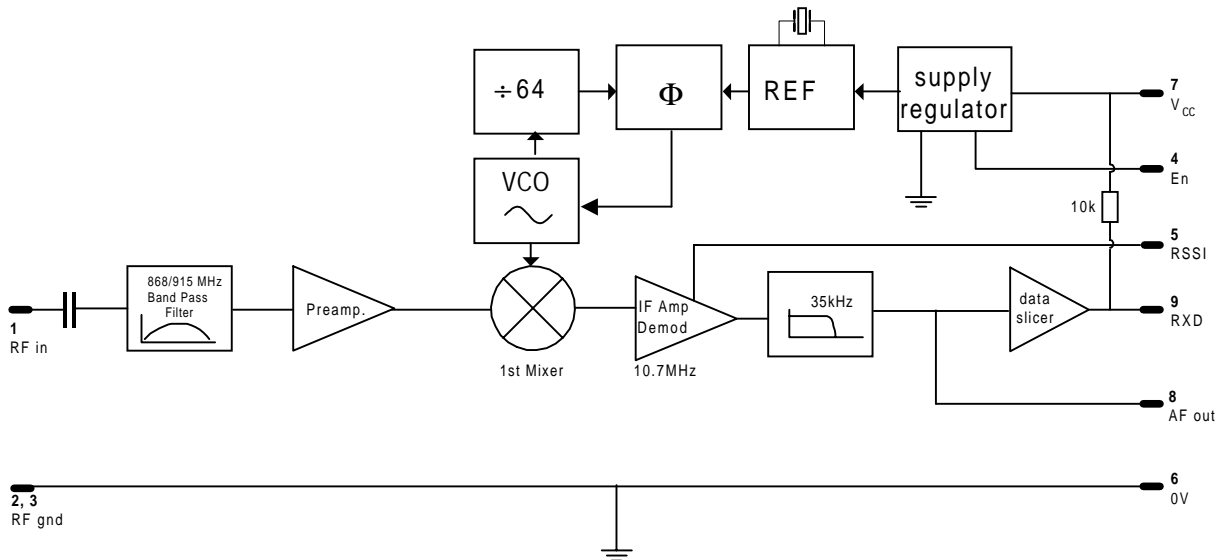 ÷64
Φ
REF
supply
regulator
7
VCC
VCO
4
En
10k
5
RSSI
868/915 MHz
Band Pass
Filter
Preamp.
IF Amp
Demod
35kHz
data
slicer
1
RF in
9
RXD
1st Mixer
10.7MHz
8
AF out
2, 3
RF gnd
6
0V